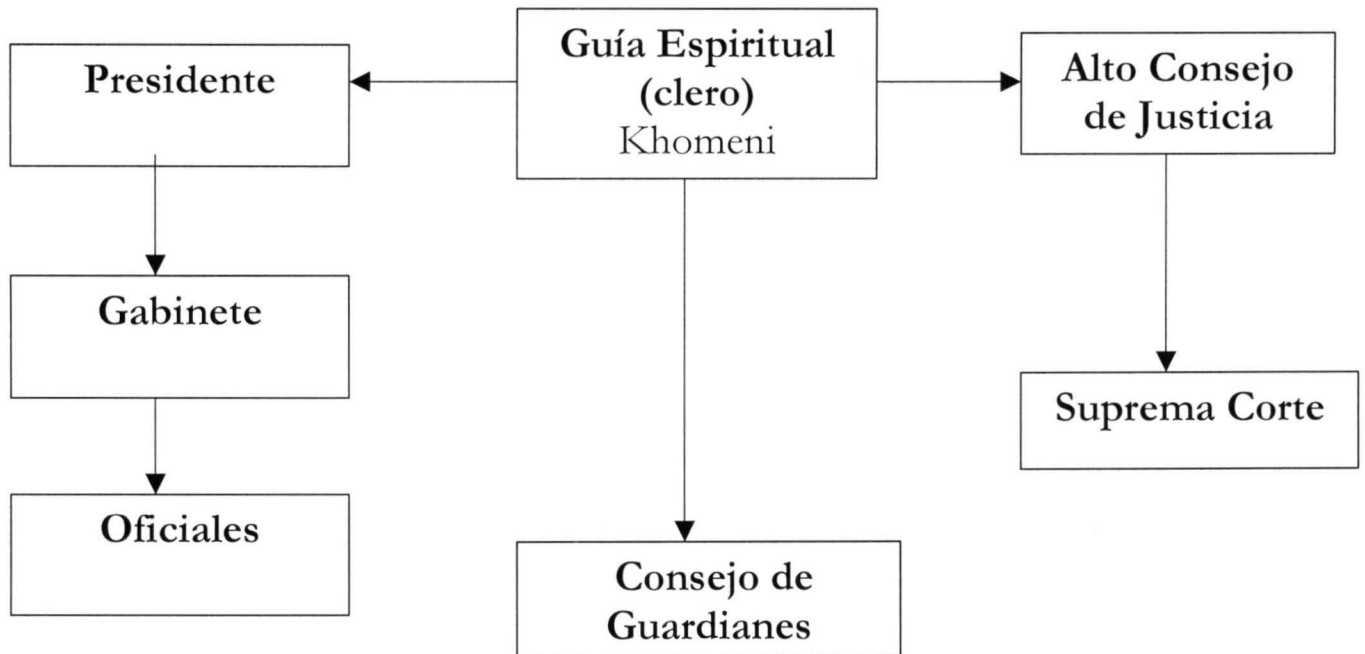 Presidente
Guía Espiritual
(clero)
Khomeni
Alto Consejo
de Justicia
Gabinete
Suprema Corte
Oficiales
Consejo de
Guardianes